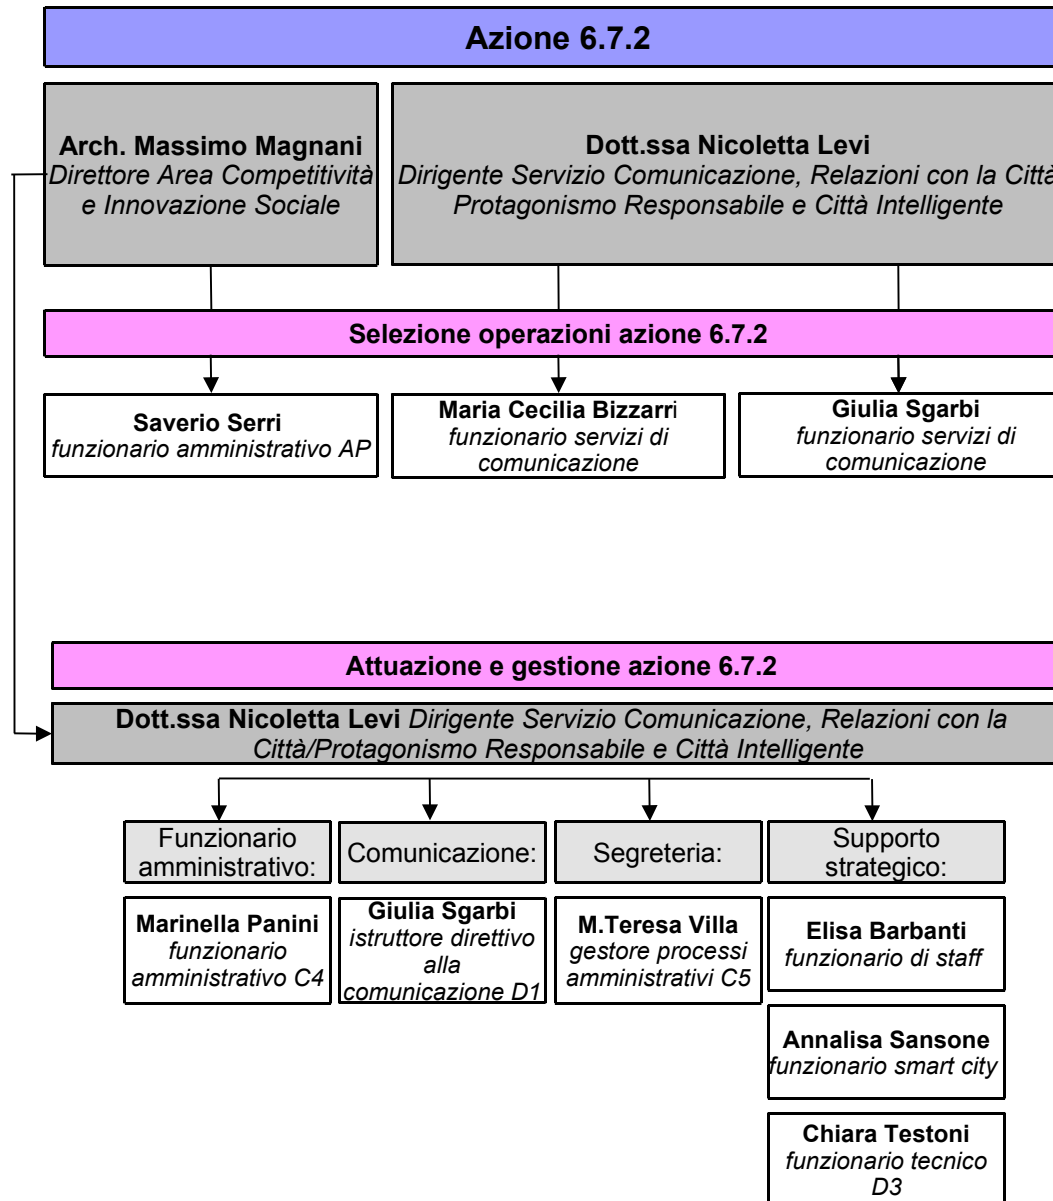 Azione 6.7.2
Arch. Massimo Magnani
Direttore Area Competitività
e Innovazione Sociale
Dott.ssa Nicoletta Levi
Dirigente Servizio Comunicazione, Relazioni con la Città
Protagonismo Responsabile e Città Intelligente
Selezione operazioni azione 6.7.2
Saverio Serri
funzionario amministrativo AP
Maria Cecilia Bizzarri
funzionario servizi di
comunicazione
Giulia Sgarbi
funzionario servizi di
comunicazione
Attuazione e gestione azione 6.7.2
Dott.ssa Nicoletta Levi Dirigente Servizio Comunicazione, Relazioni con la
Città/Protagonismo Responsabile e Città Intelligente
Funzionario
amministrativo:
Comunicazione:
Segreteria:
Supporto
strategico:
Marinella Panini
funzionario
amministrativo C4
Giulia Sgarbi
istruttore direttivo
alla
comunicazione D1
M.Teresa Villa
gestore processi
amministrativi C5
Elisa Barbanti
funzionario di staff
Annalisa Sansone
funzionario smart city
Chiara Testoni
funzionario tecnico
D3